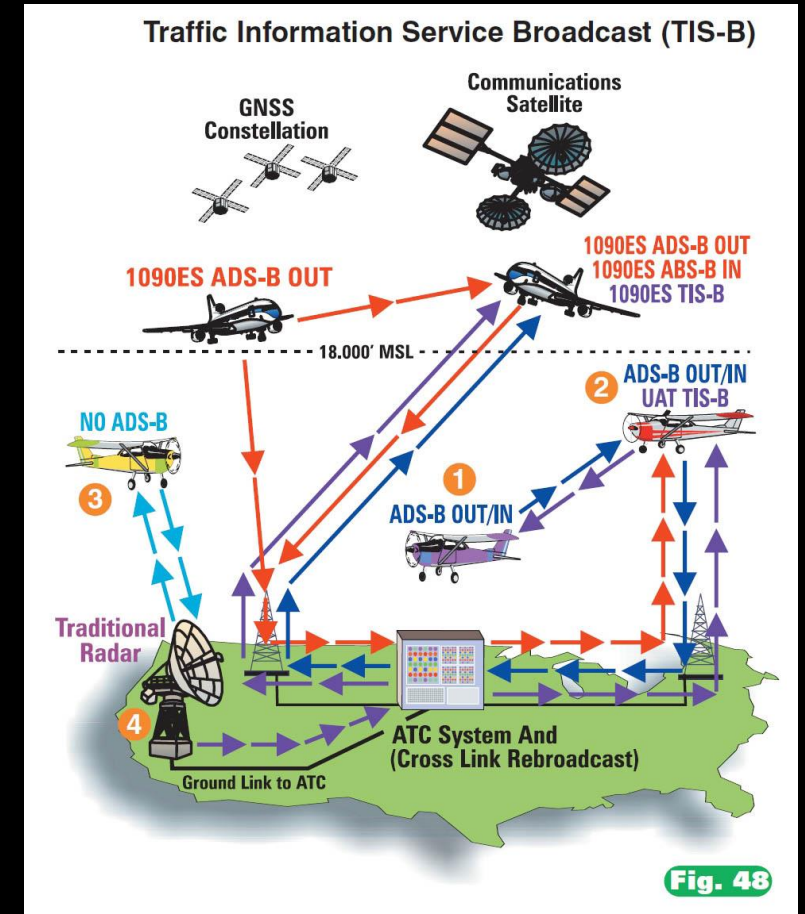 Traffic Information Service Broadcast (TIS-B)
Communications
Satellite
GNSS
Constellation
1090ES ADS-B OUT
1090ES ABS-B IN
1090ES TIS-B
1090ES ADS-B OUT
18.000' MSL
2
ADS-B OUT/IN
UAT TIS-B
NO ADS-B
3
1
ADS-B OUT/IN
Traditional
Radar
4
ATC System And
(Cross Link Rebroadcast)
Ground Link to ATC
Fig. 48